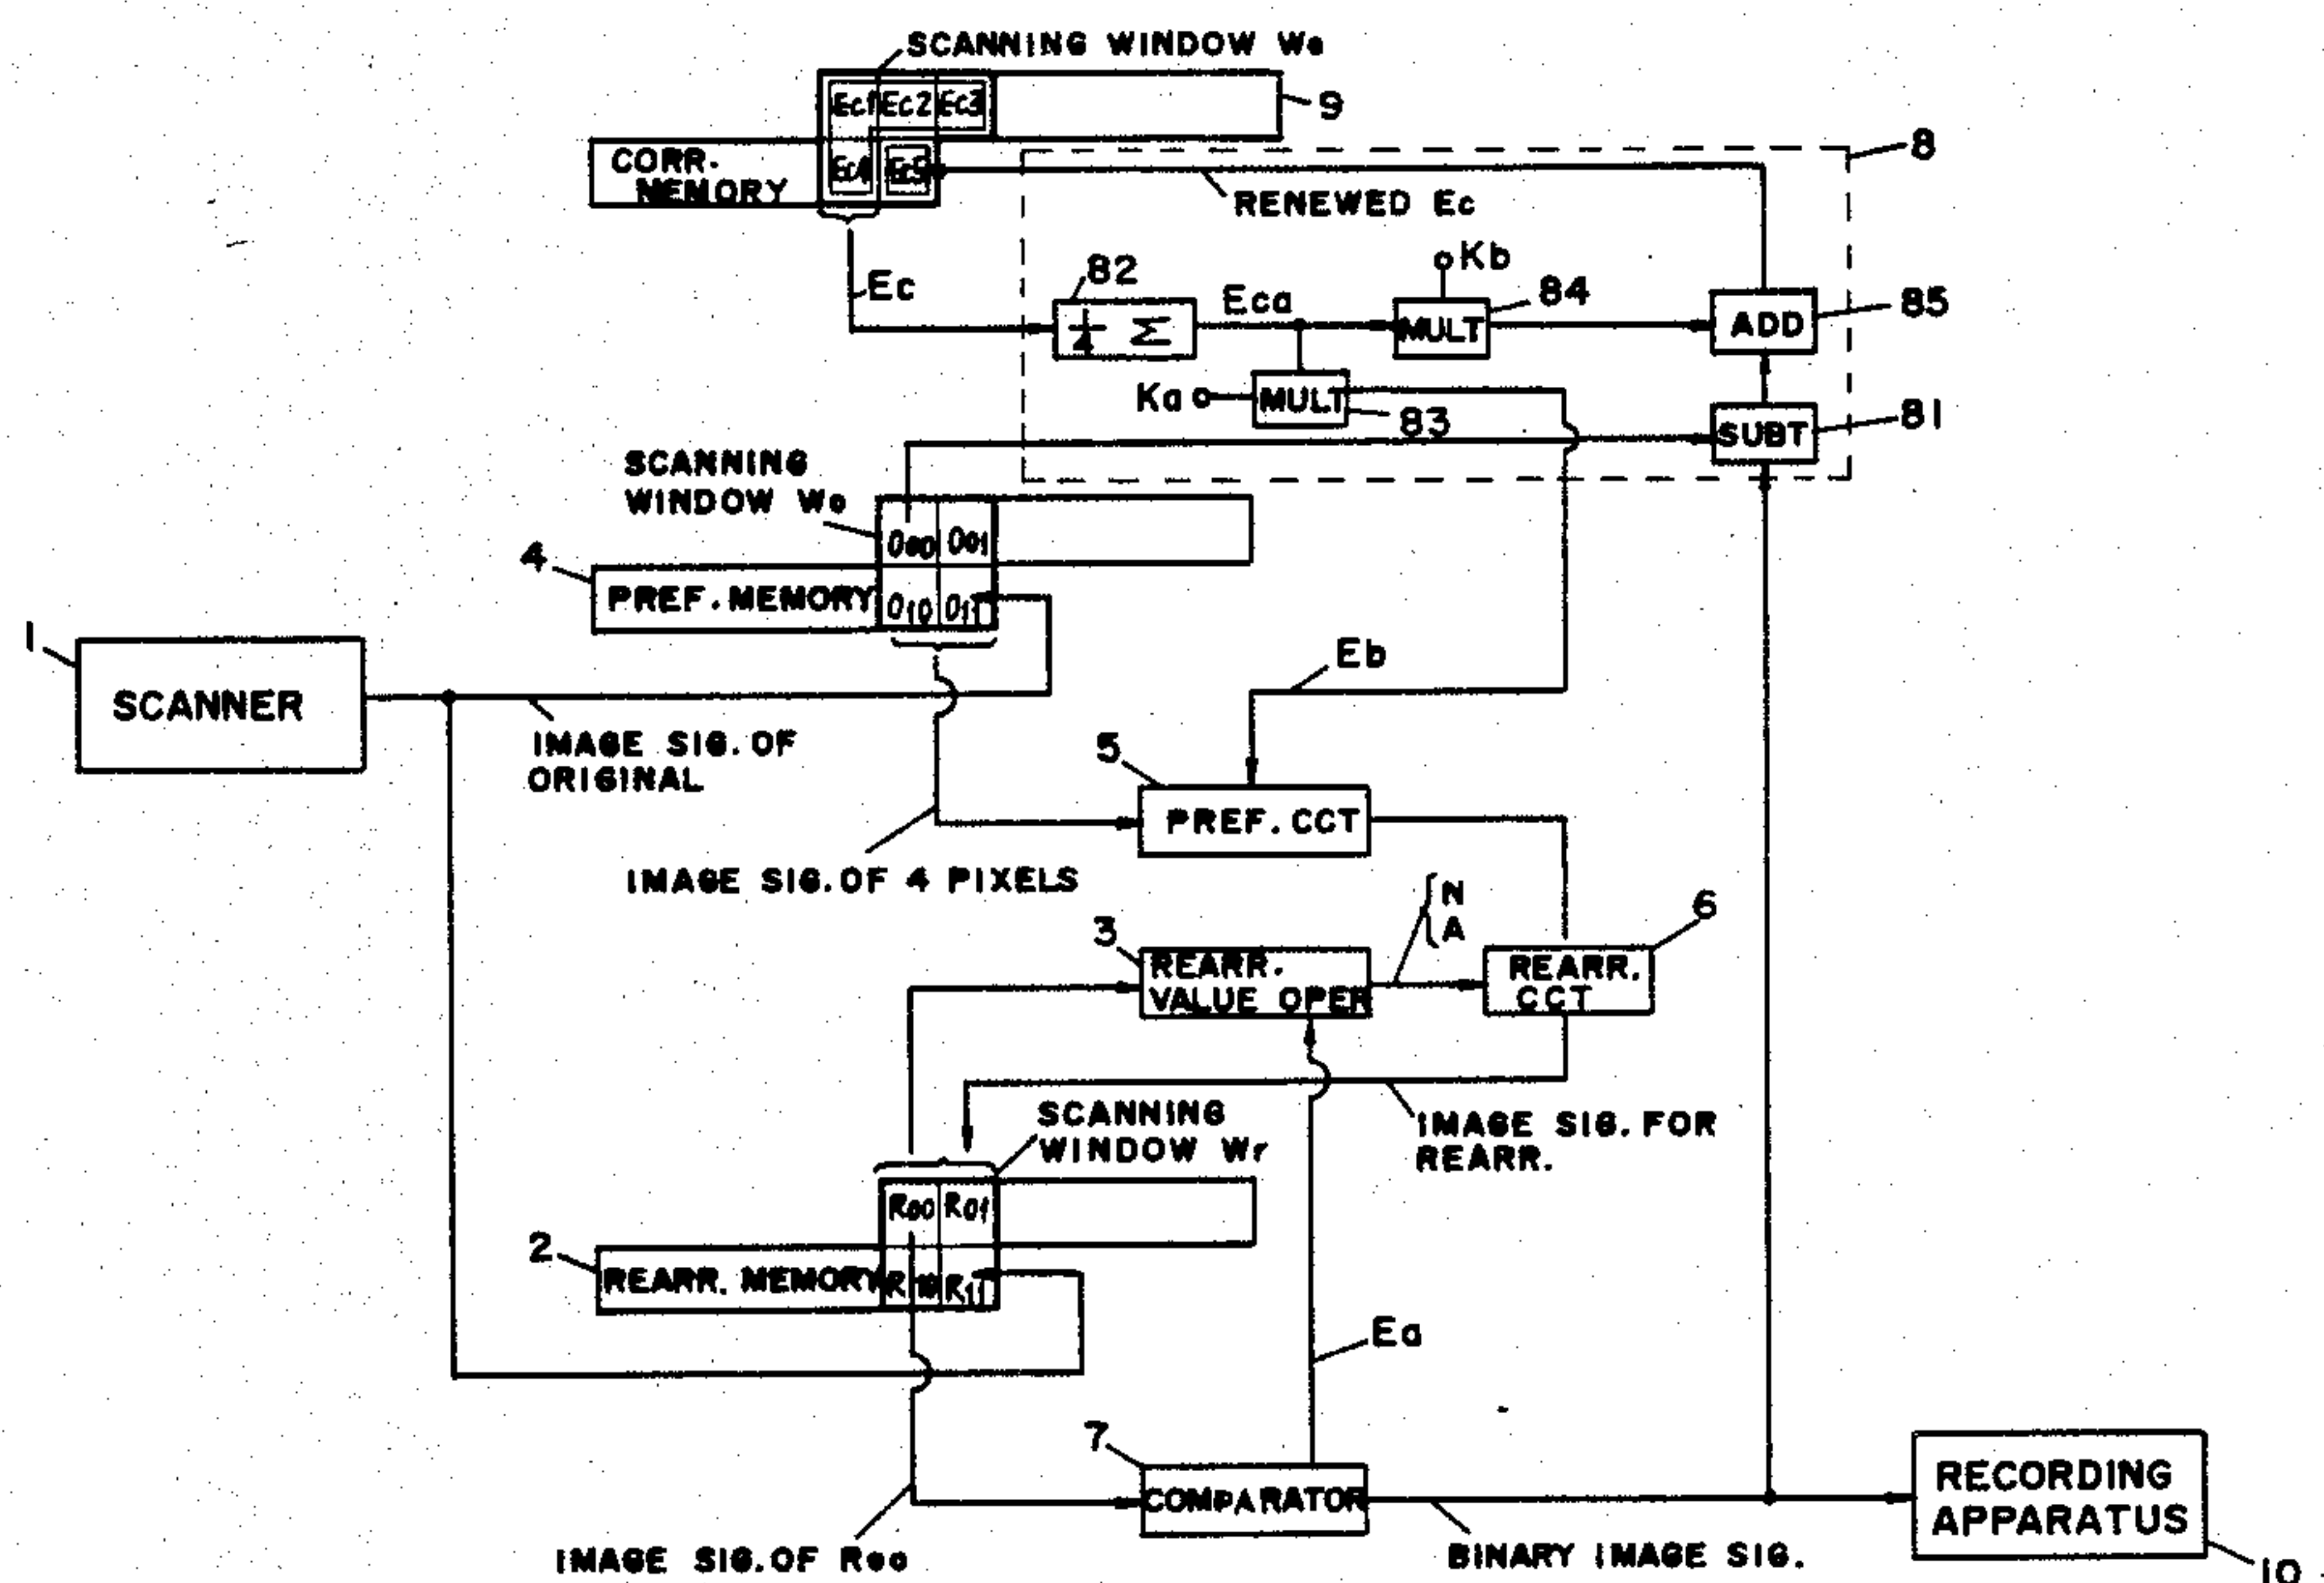 SCANNING WINDOW We
Ec1 Ec2 Ec3
9
CORR.
MEMORY
Ec4 Ec5
8
RENEWED Ec
Ec
82
1/4 Σ
Eca
Kb
84
MULT
85
ADD
Ka
MULT
83
81
SUBT
SCANNING
WINDOW Wo
O00 O01
4
PREF. MEMORY
O10 O11
1
SCANNER
IMAGE SIG. OF
ORIGINAL
Eb
5
PREF. CCT
IMAGE SIG. OF 4 PIXELS
N
A
6
3
REARR.
VALUE OPER
REARR.
CCT
SCANNING
WINDOW Wr
IMAGE SIG. FOR
REARR.
R00 R01
2
REARR. MEMORY
R10 R11
Ea
7
COMPARATOR
RECORDING
APPARATUS
IMAGE SIG. OF R00
BINARY IMAGE SIG.
10